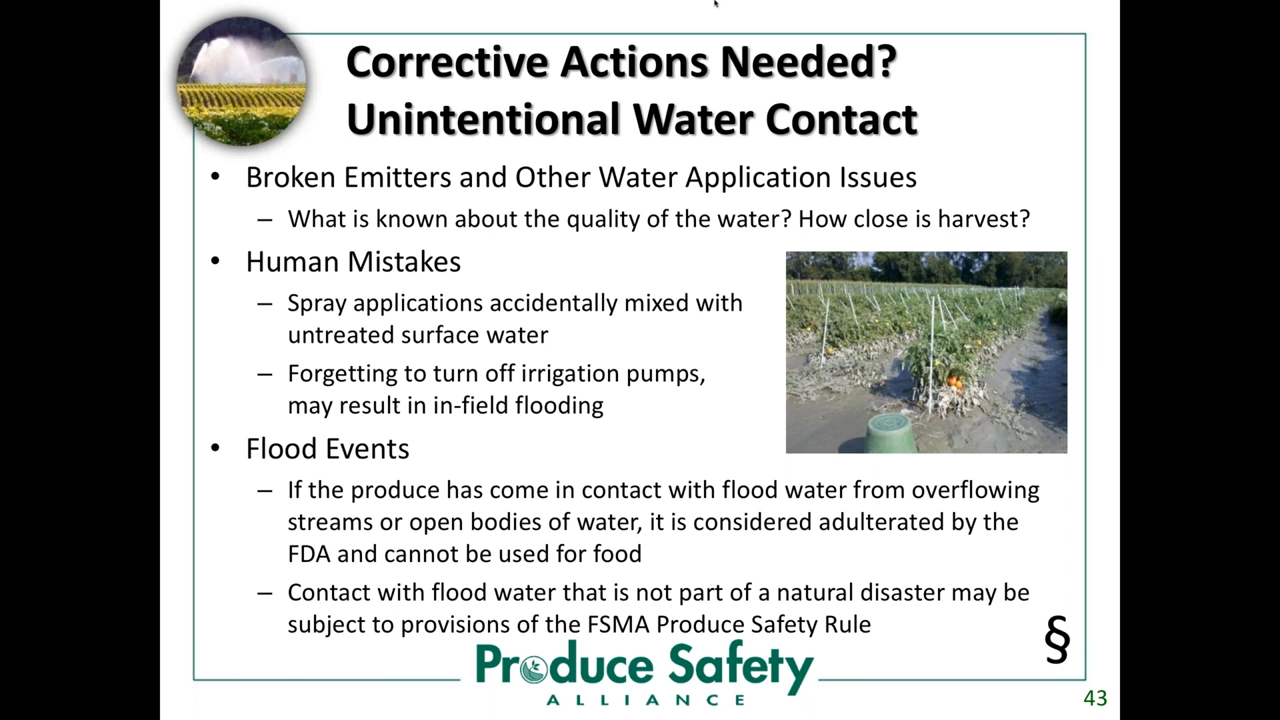 Corrective Actions Needed?
Unintentional Water Contact
• Broken Emitters and Other Water Application Issues
– What is known about the quality of the water? How close is harvest?
• Human Mistakes
– Spray applications accidentally mixed with
untreated surface water
– Forgetting to turn off irrigation pumps,
may result in in-field flooding
• Flood Events
– If the produce has come in contact with flood water from overflowing
streams or open bodies of water, it is considered adulterated by the
FDA and cannot be used for food
– Contact with flood water that is not part of a natural disaster may be
subject to provisions of the FSMA Produce Safety Rule
§
Produce Safety
ALLIANCE
43